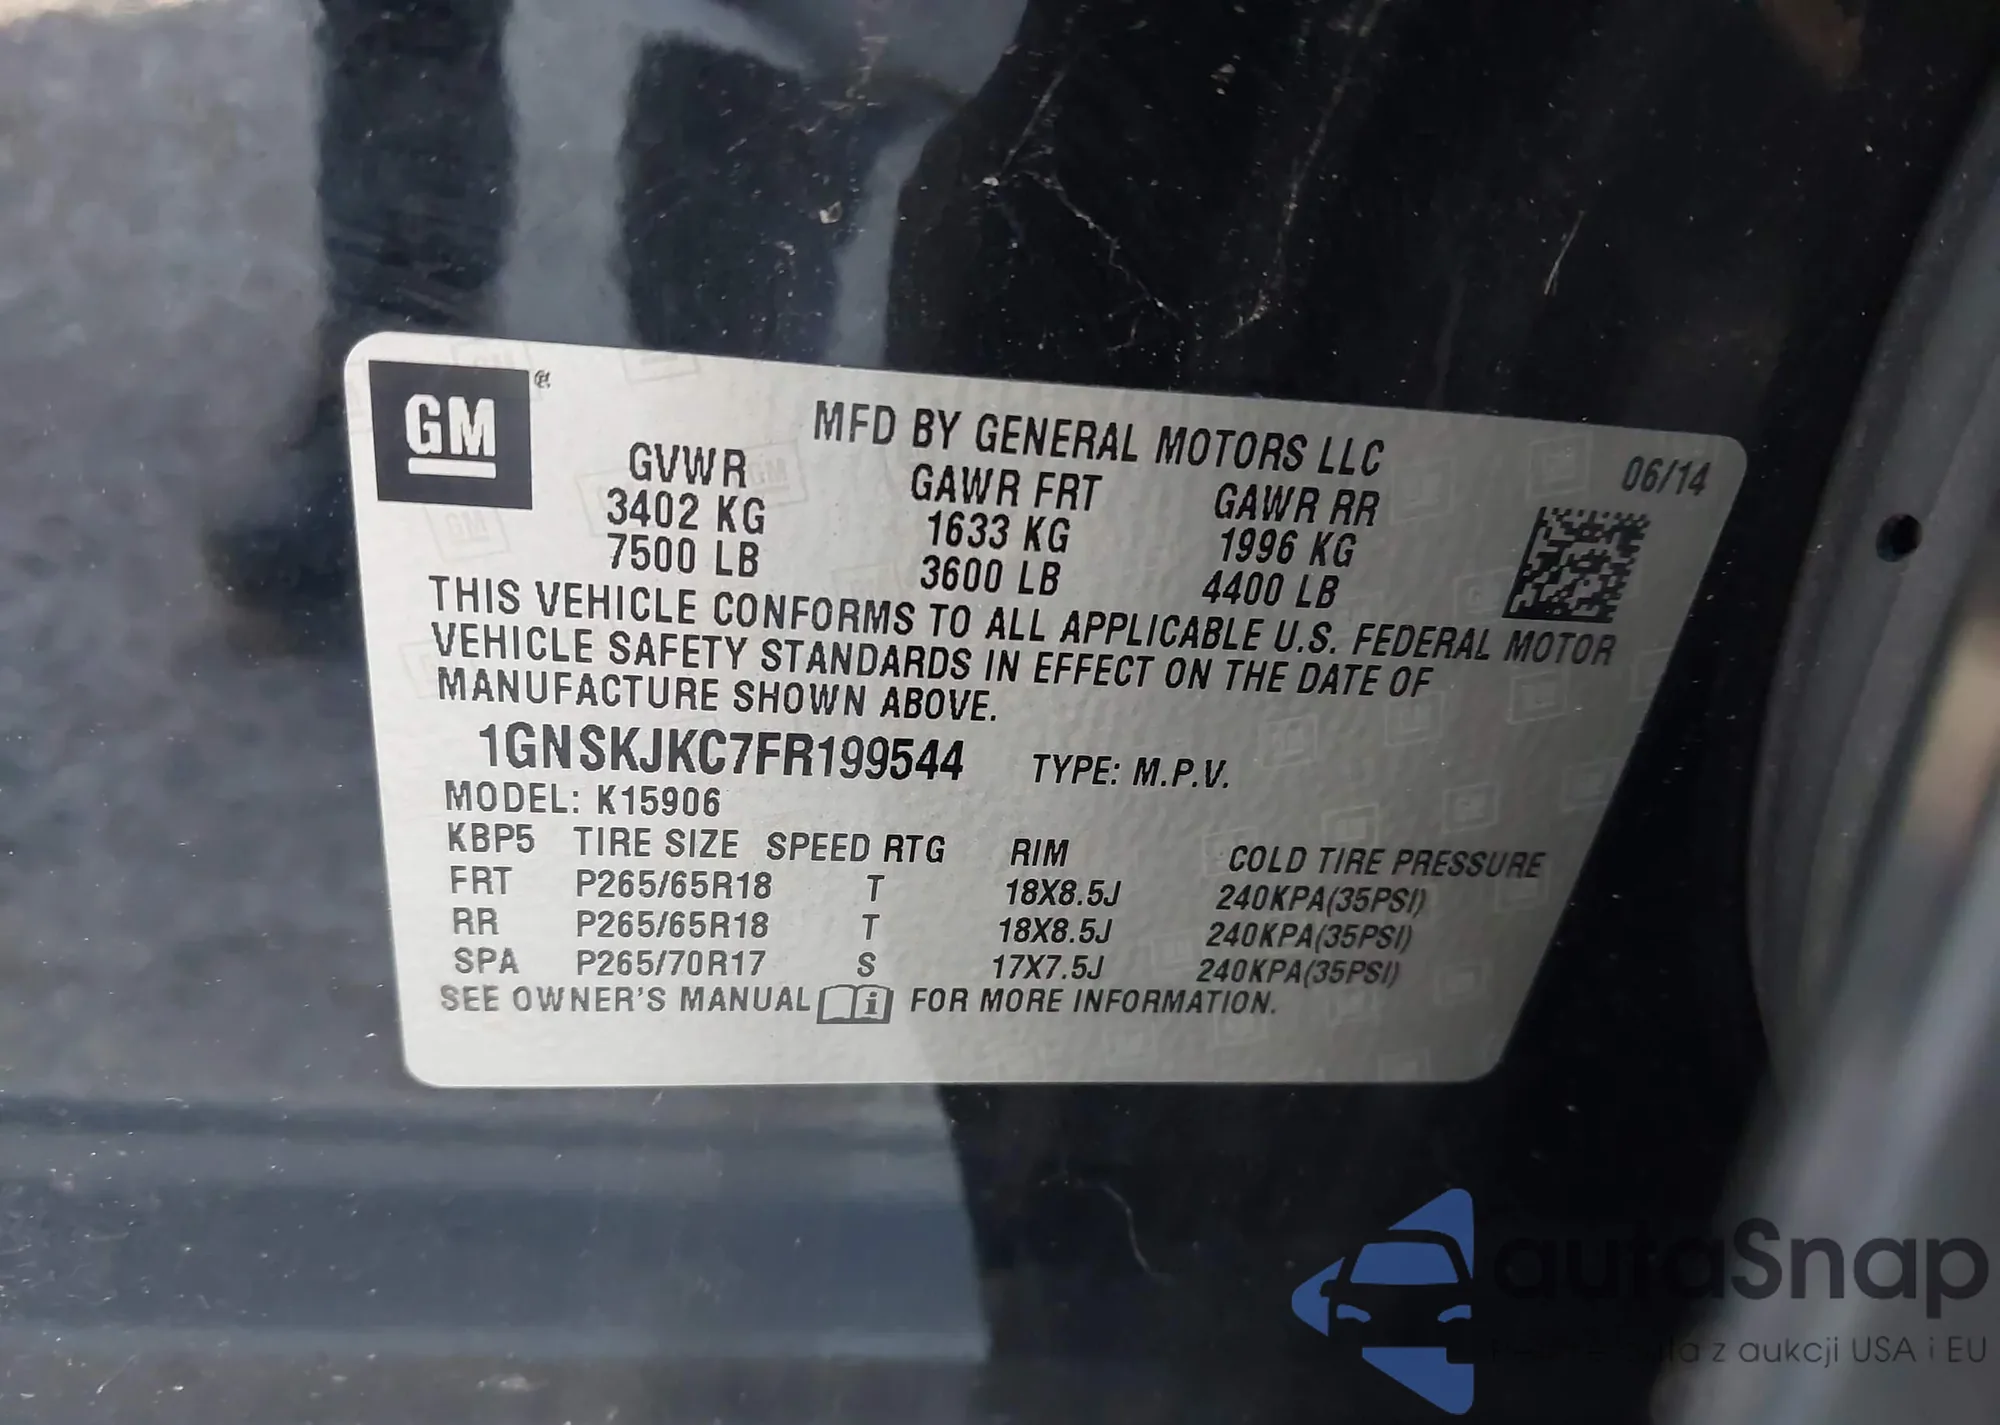 GM
MFD BY GENERAL MOTORS LLC
06/14
GVWR GAWR FRT GAWR RR
3402 KG 1633 KG 1996 KG
7500 LB 3600 LB 4400 LB
THIS VEHICLE CONFORMS TO ALL APPLICABLE U.S. FEDERAL MOTOR
VEHICLE SAFETY STANDARDS IN EFFECT ON THE DATE OF
MANUFACTURE SHOWN ABOVE.
1GNSKJKC7FR199544 TYPE: M.P.V.
MODEL: K15906
KBP5 TIRE SIZE SPEED RTG RIM COLD TIRE PRESSURE
FRT P265/65R18 T 18X8.5J 240KPA(35PSI)
RR P265/65R18 T 18X8.5J 240KPA(35PSI)
SPA P265/70R17 S 17X7.5J 240KPA(35PSI)
SEE OWNER'S MANUAL i FOR MORE INFORMATION.
autaSnap
z aukcji USA i EU